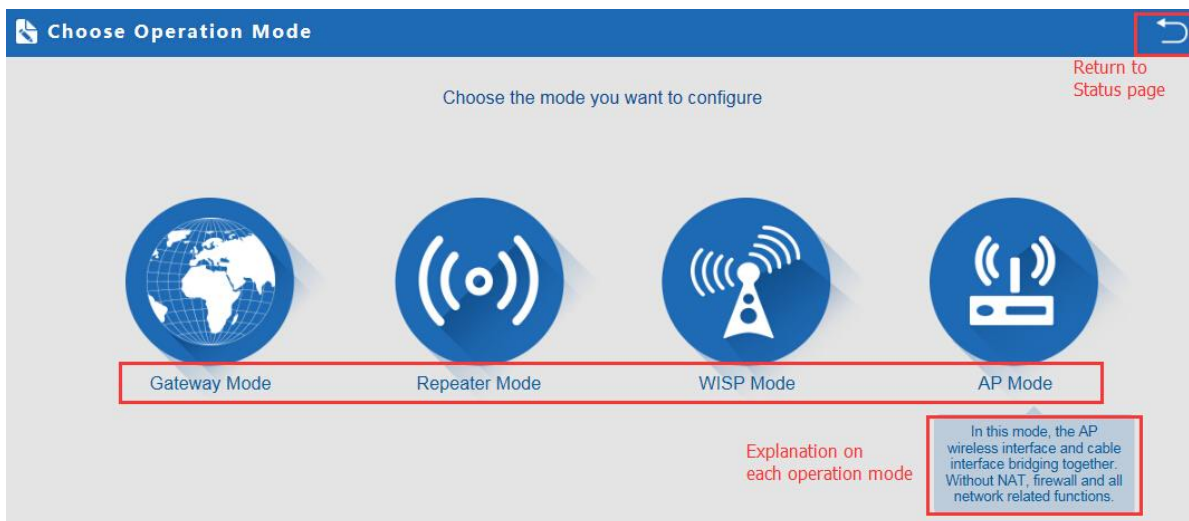 Choose Operation Mode
Return to
Status page
Choose the mode you want to configure
Gateway Mode
Repeater Mode
WISP Mode
AP Mode
Explanation on
each operation mode
In this mode, the AP
wireless interface and cable
interface bridging together.
Without NAT, firewall and all
network related functions.